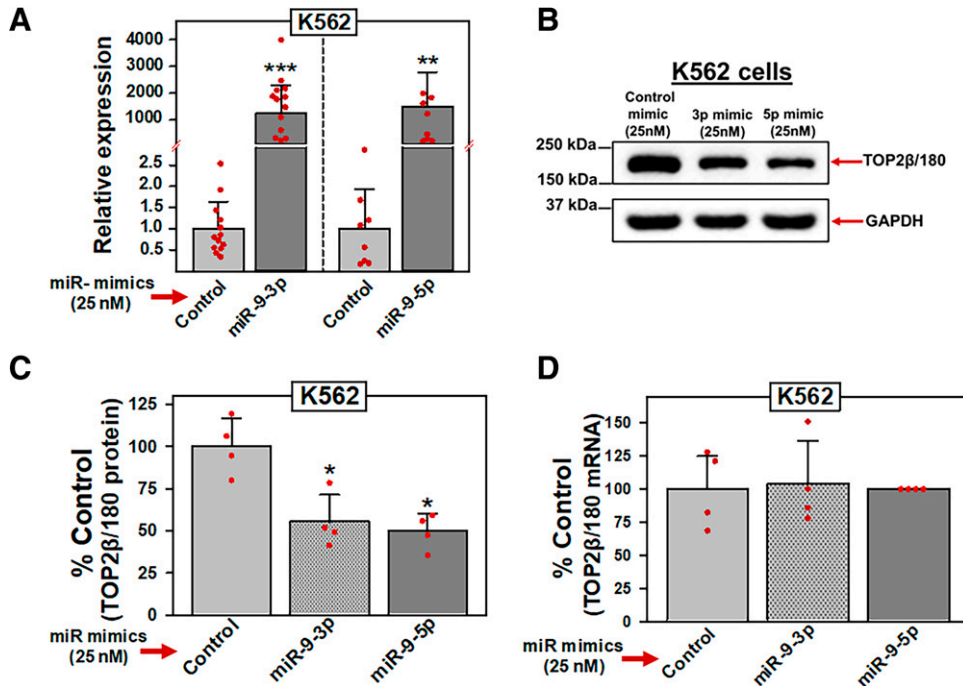 A
K562
Relative expression
4000
3000
2000
1000
2.5
2.0
1.5
1.0
0.5
***
**
miR- mimics
(25 nM)
Control
miR-9-3p
Control
miR-9-5p
B
K562 cells
Control
mimic
(25nM)
3p mimic
(25nM)
5p mimic
(25nM)
250 kDa
150 kDa
37 kDa
TOP2β/180
GAPDH
C
K562
% Control
(TOP2β/180 protein)
125
100
75
50
25
0
*
*
miR mimics
(25 nM)
Control
miR-9-3p
miR-9-5p
D
K562
% Control
(TOP2β/180 mRNA)
150
125
100
75
50
25
0
miR mimics
(25 nM)
Control
miR-9-3p
miR-9-5p